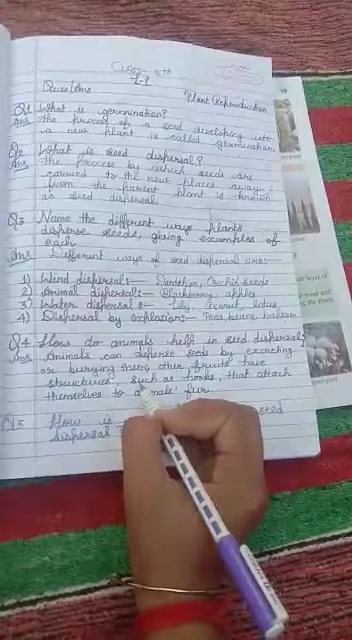 CLASS - 5th
L-1
Questions
Plant Reproduction
Q1 What is germination?
Ans The process of a seed developing into
a new plant is called germination.
Q2 What is seed dispersal?
Ans The process by which seeds are
carried to the new places away
from the parent plant is known
as seed dispersal
Q3 Name the different ways plants
disperse seeds, giving examples of
each
Ans Different ways of seed dispersal are:-
1) Wind dispersal:- Dandelion, Orchid seeds
2) Animal dispersal:- Blackberry, apples
3) Water dispersal:- Lily, Coconut, lotus
4) Dispersal by explosion:- Peas, beans, balsam
Q4 How do animals help in seed dispersal?
Ans Animals can disperse seeds by excreting
or burrying them, other fruits have
structures, such as hooks, that attach
themselves to animals' fur
Q5 How is seed
dispersal